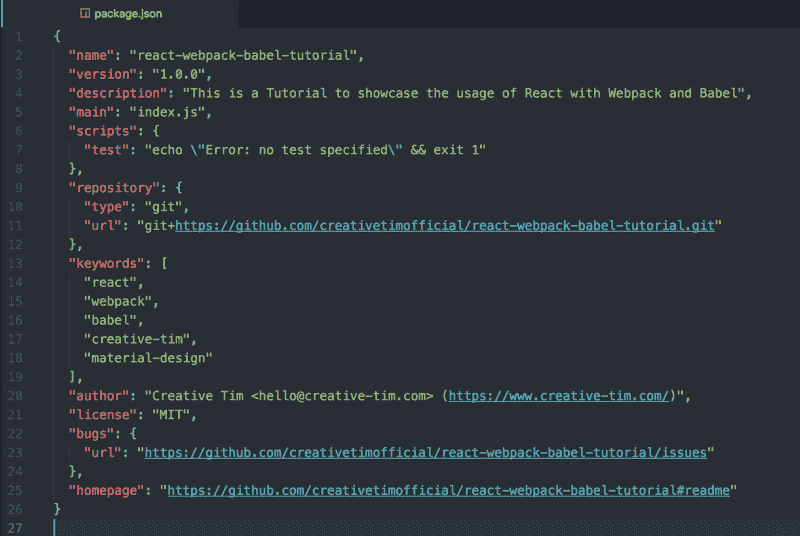 package.json
1 {
2 "name": "react-webpack-babel-tutorial",
3 "version": "1.0.0",
4 "description": "This is a Tutorial to showcase the usage of React with Webpack and Babel",
5 "main": "index.js",
6 "scripts": {
7 "test": "echo \"Error: no test specified\" && exit 1"
8 },
9 "repository": {
10 "type": "git",
11 "url": "git+https://github.com/creativetimofficial/react-webpack-babel-tutorial.git"
12 },
13 "keywords": [
14 "react",
15 "webpack",
16 "babel",
17 "creative-tim",
18 "material-design"
19 ],
20 "author": "Creative Tim <hello@creative-tim.com> (https://www.creative-tim.com/)",
21 "license": "MIT",
22 "bugs": {
23 "url": "https://github.com/creativetimofficial/react-webpack-babel-tutorial/issues"
24 },
25 "homepage": "https://github.com/creativetimofficial/react-webpack-babel-tutorial#readme"
26 }
27